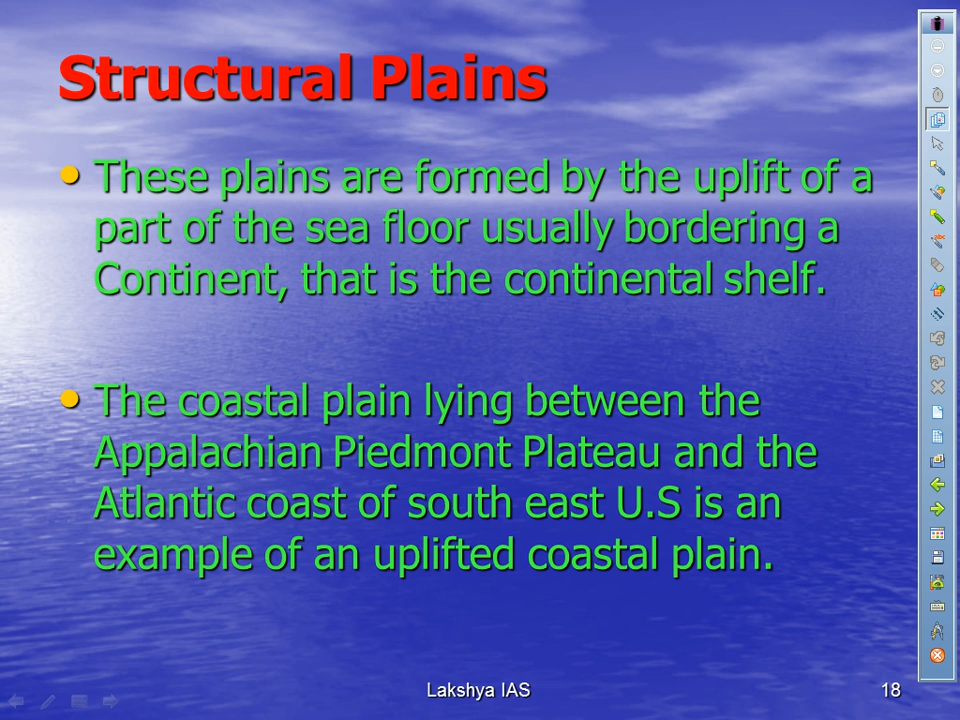 Structural Plains
• These plains are formed by the uplift of a
part of the sea floor usually bordering a
Continent, that is the continental shelf.
• The coastal plain lying between the
Appalachian Piedmont Plateau and the
Atlantic coast of south east U.S is an
example of an uplifted coastal plain.
Lakshya IAS
18